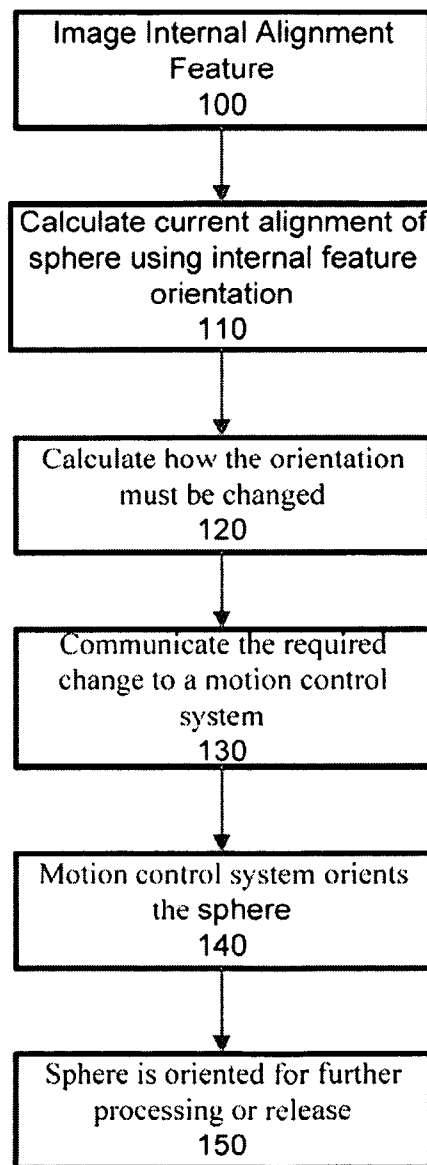 Image Internal Alignment
Feature
100
Calculate current alignment of
sphere using internal feature
orientation
110
Calculate how the orientation
must be changed
120
Communicate the required
change to a motion control
system
130
Motion control system orients
the sphere
140
Sphere is oriented for further
processing or release
150